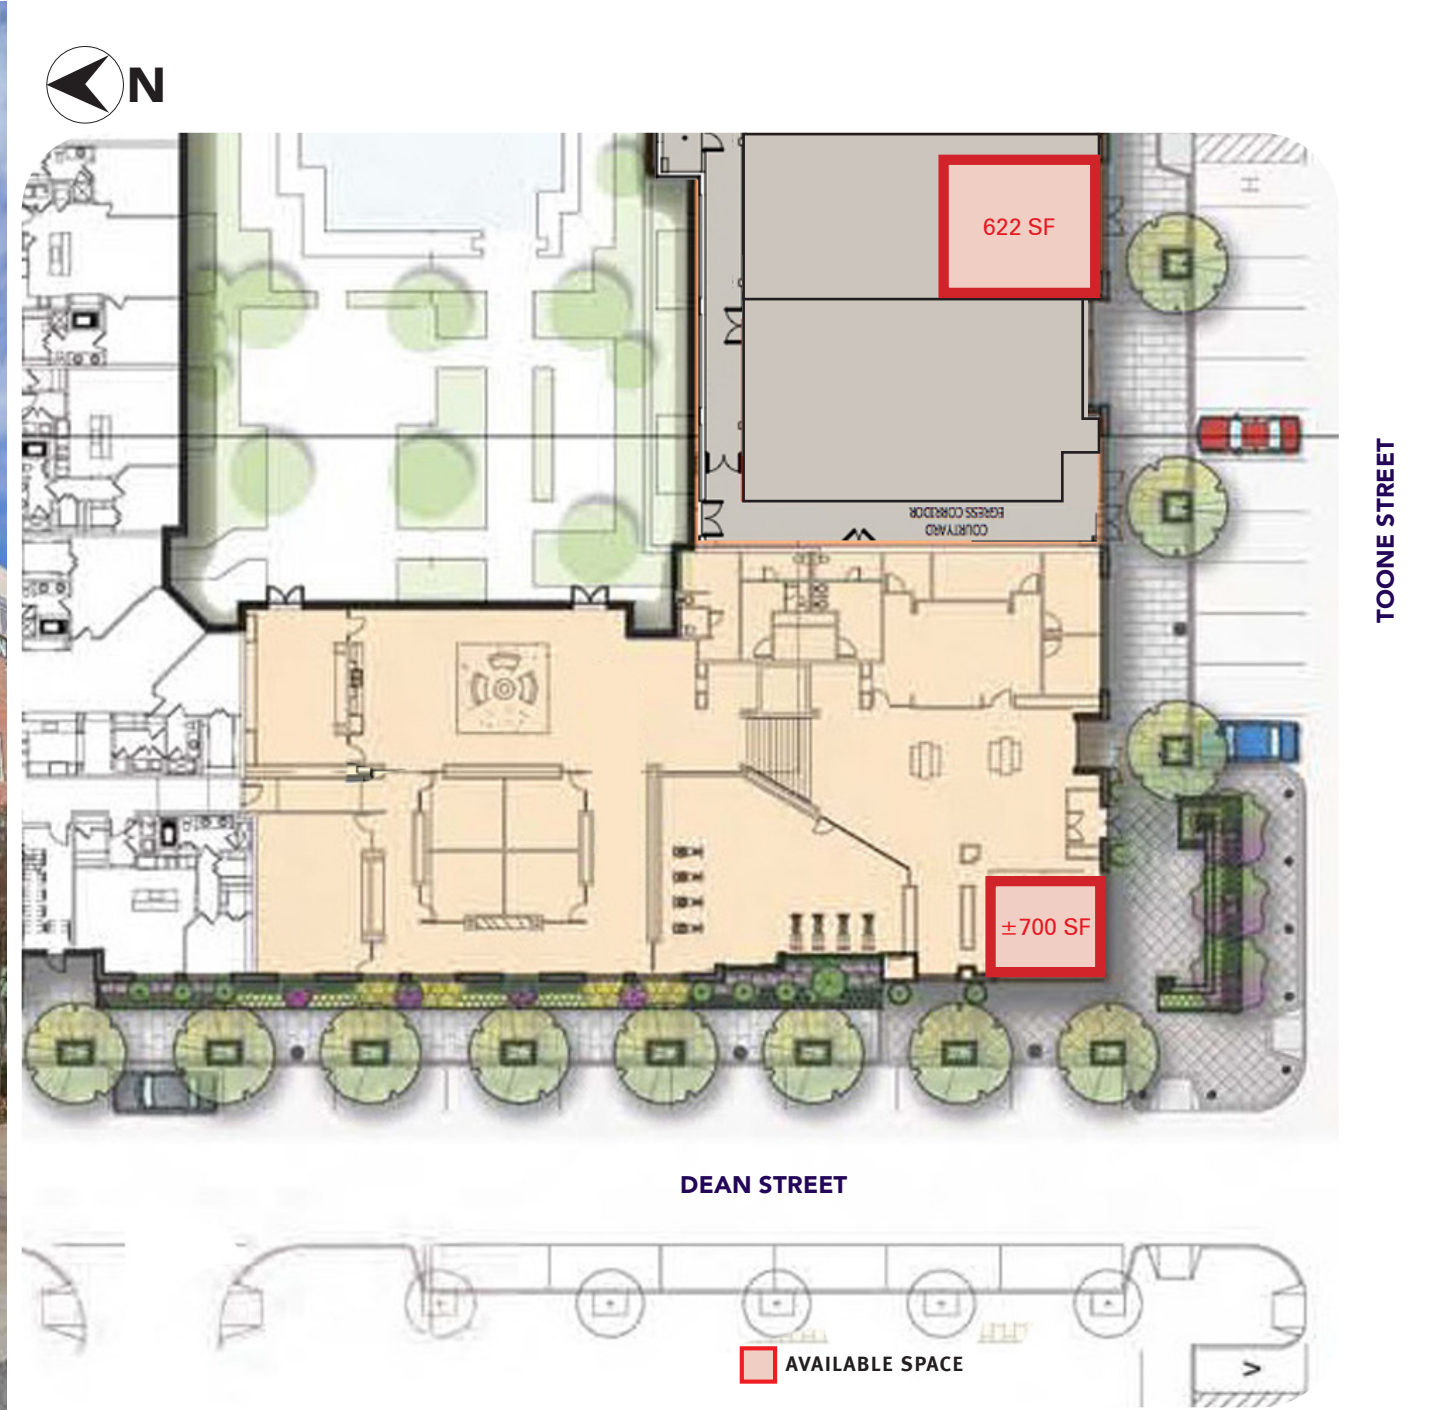 N
622 SF
COURTYARD
EGRESS CORRIDOR
TOONE STREET
±700 SF
DEAN STREET
AVAILABLE SPACE